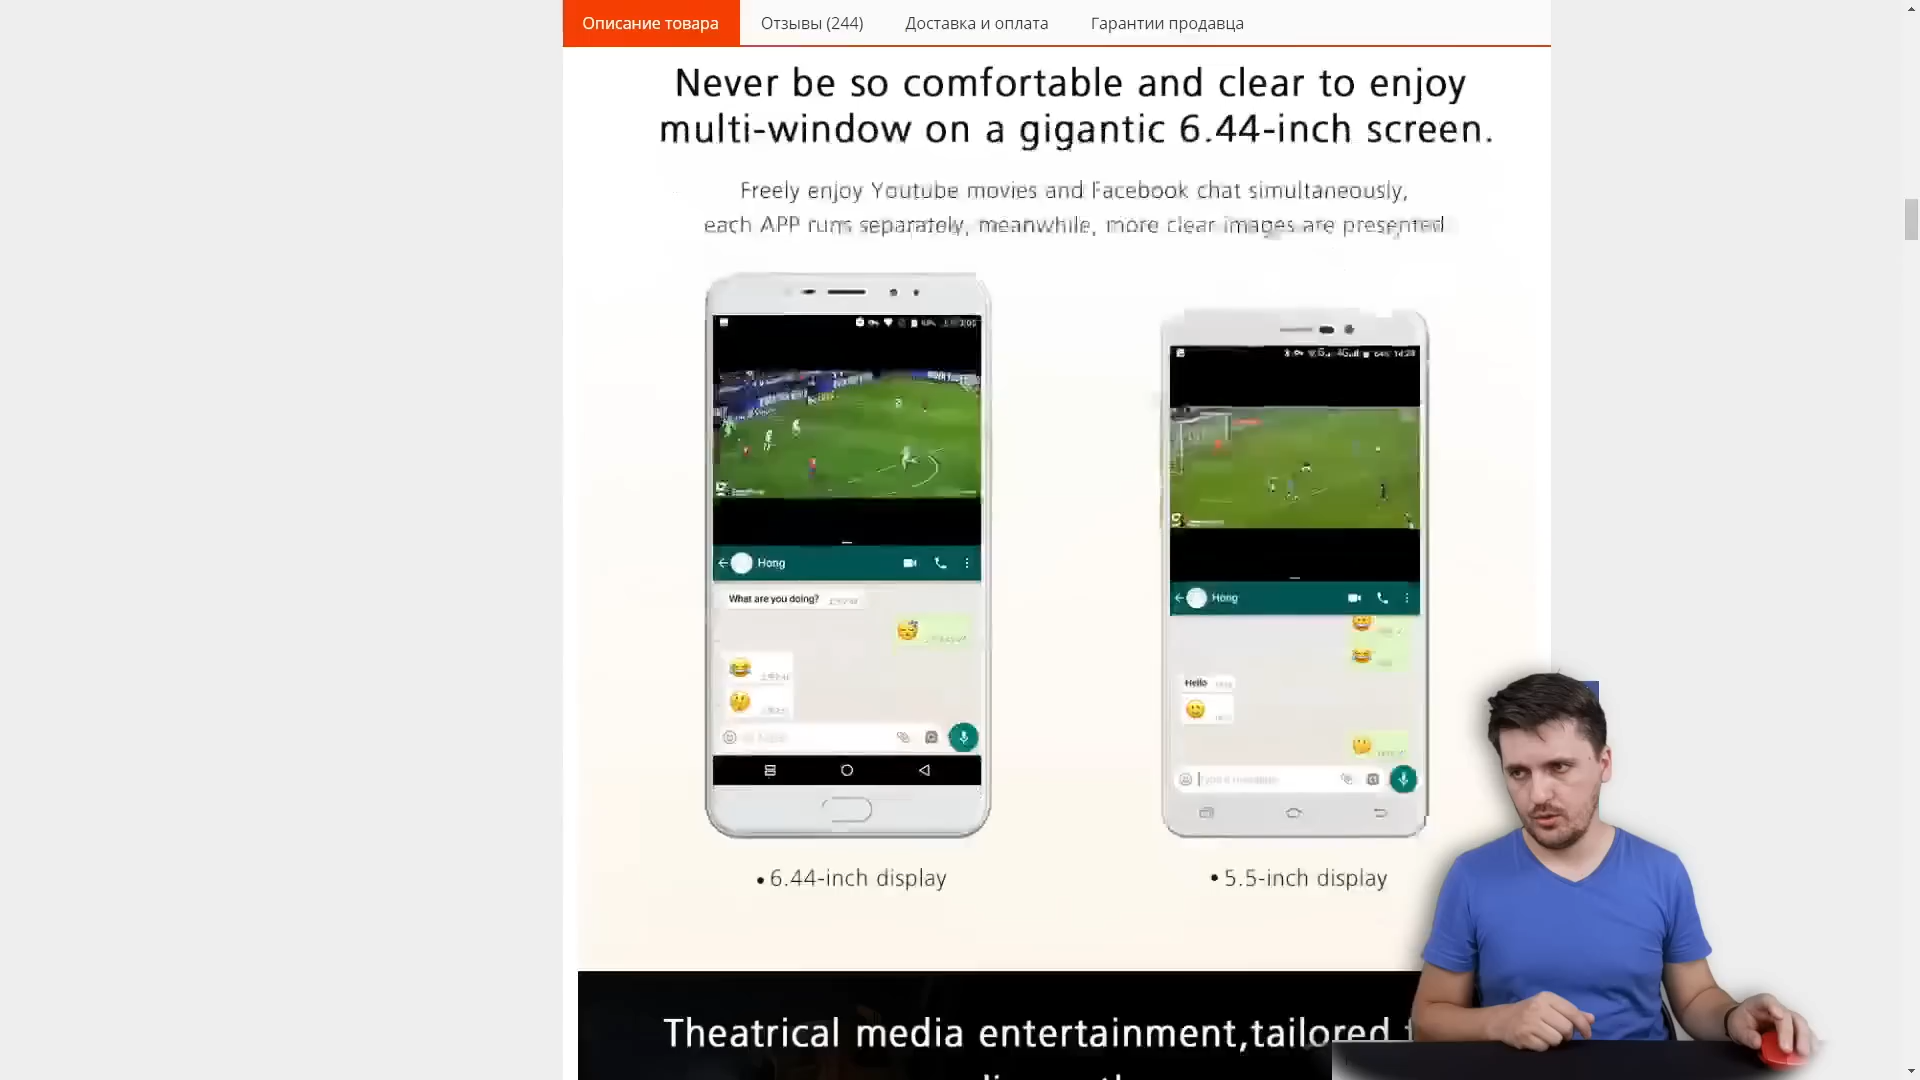 Описание товара
Отзывы (244)
Доставка и оплата
Гарантии продавца
Never be so comfortable and clear to enjoy
multi-window on a gigantic 6.44-inch screen.
Freely enjoy Youtube movies and Facebook chat simultaneously,
each APP runs separately, meanwhile, more clear images are presented
Hong
What are you doing?
Hong
Hello
Type a message
• 6.44-inch display
• 5.5-inch display
Theatrical media entertainment,tailored